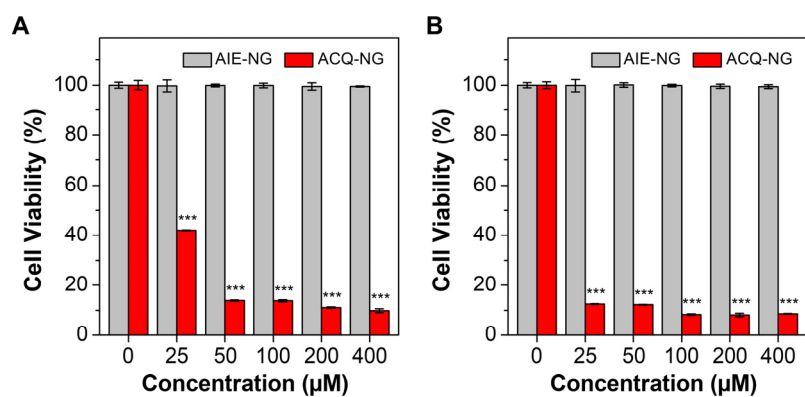 A
AIE-NG ACQ-NG
Cell Viability (%)
100
80
60
40
20
0
***
***
***
***
***
0 25 50 100 200 400
Concentration (µM)
B
AIE-NG ACQ-NG
Cell Viability (%)
100
80
60
40
20
0
***
***
***
***
***
0 25 50 100 200 400
Concentration (µM)